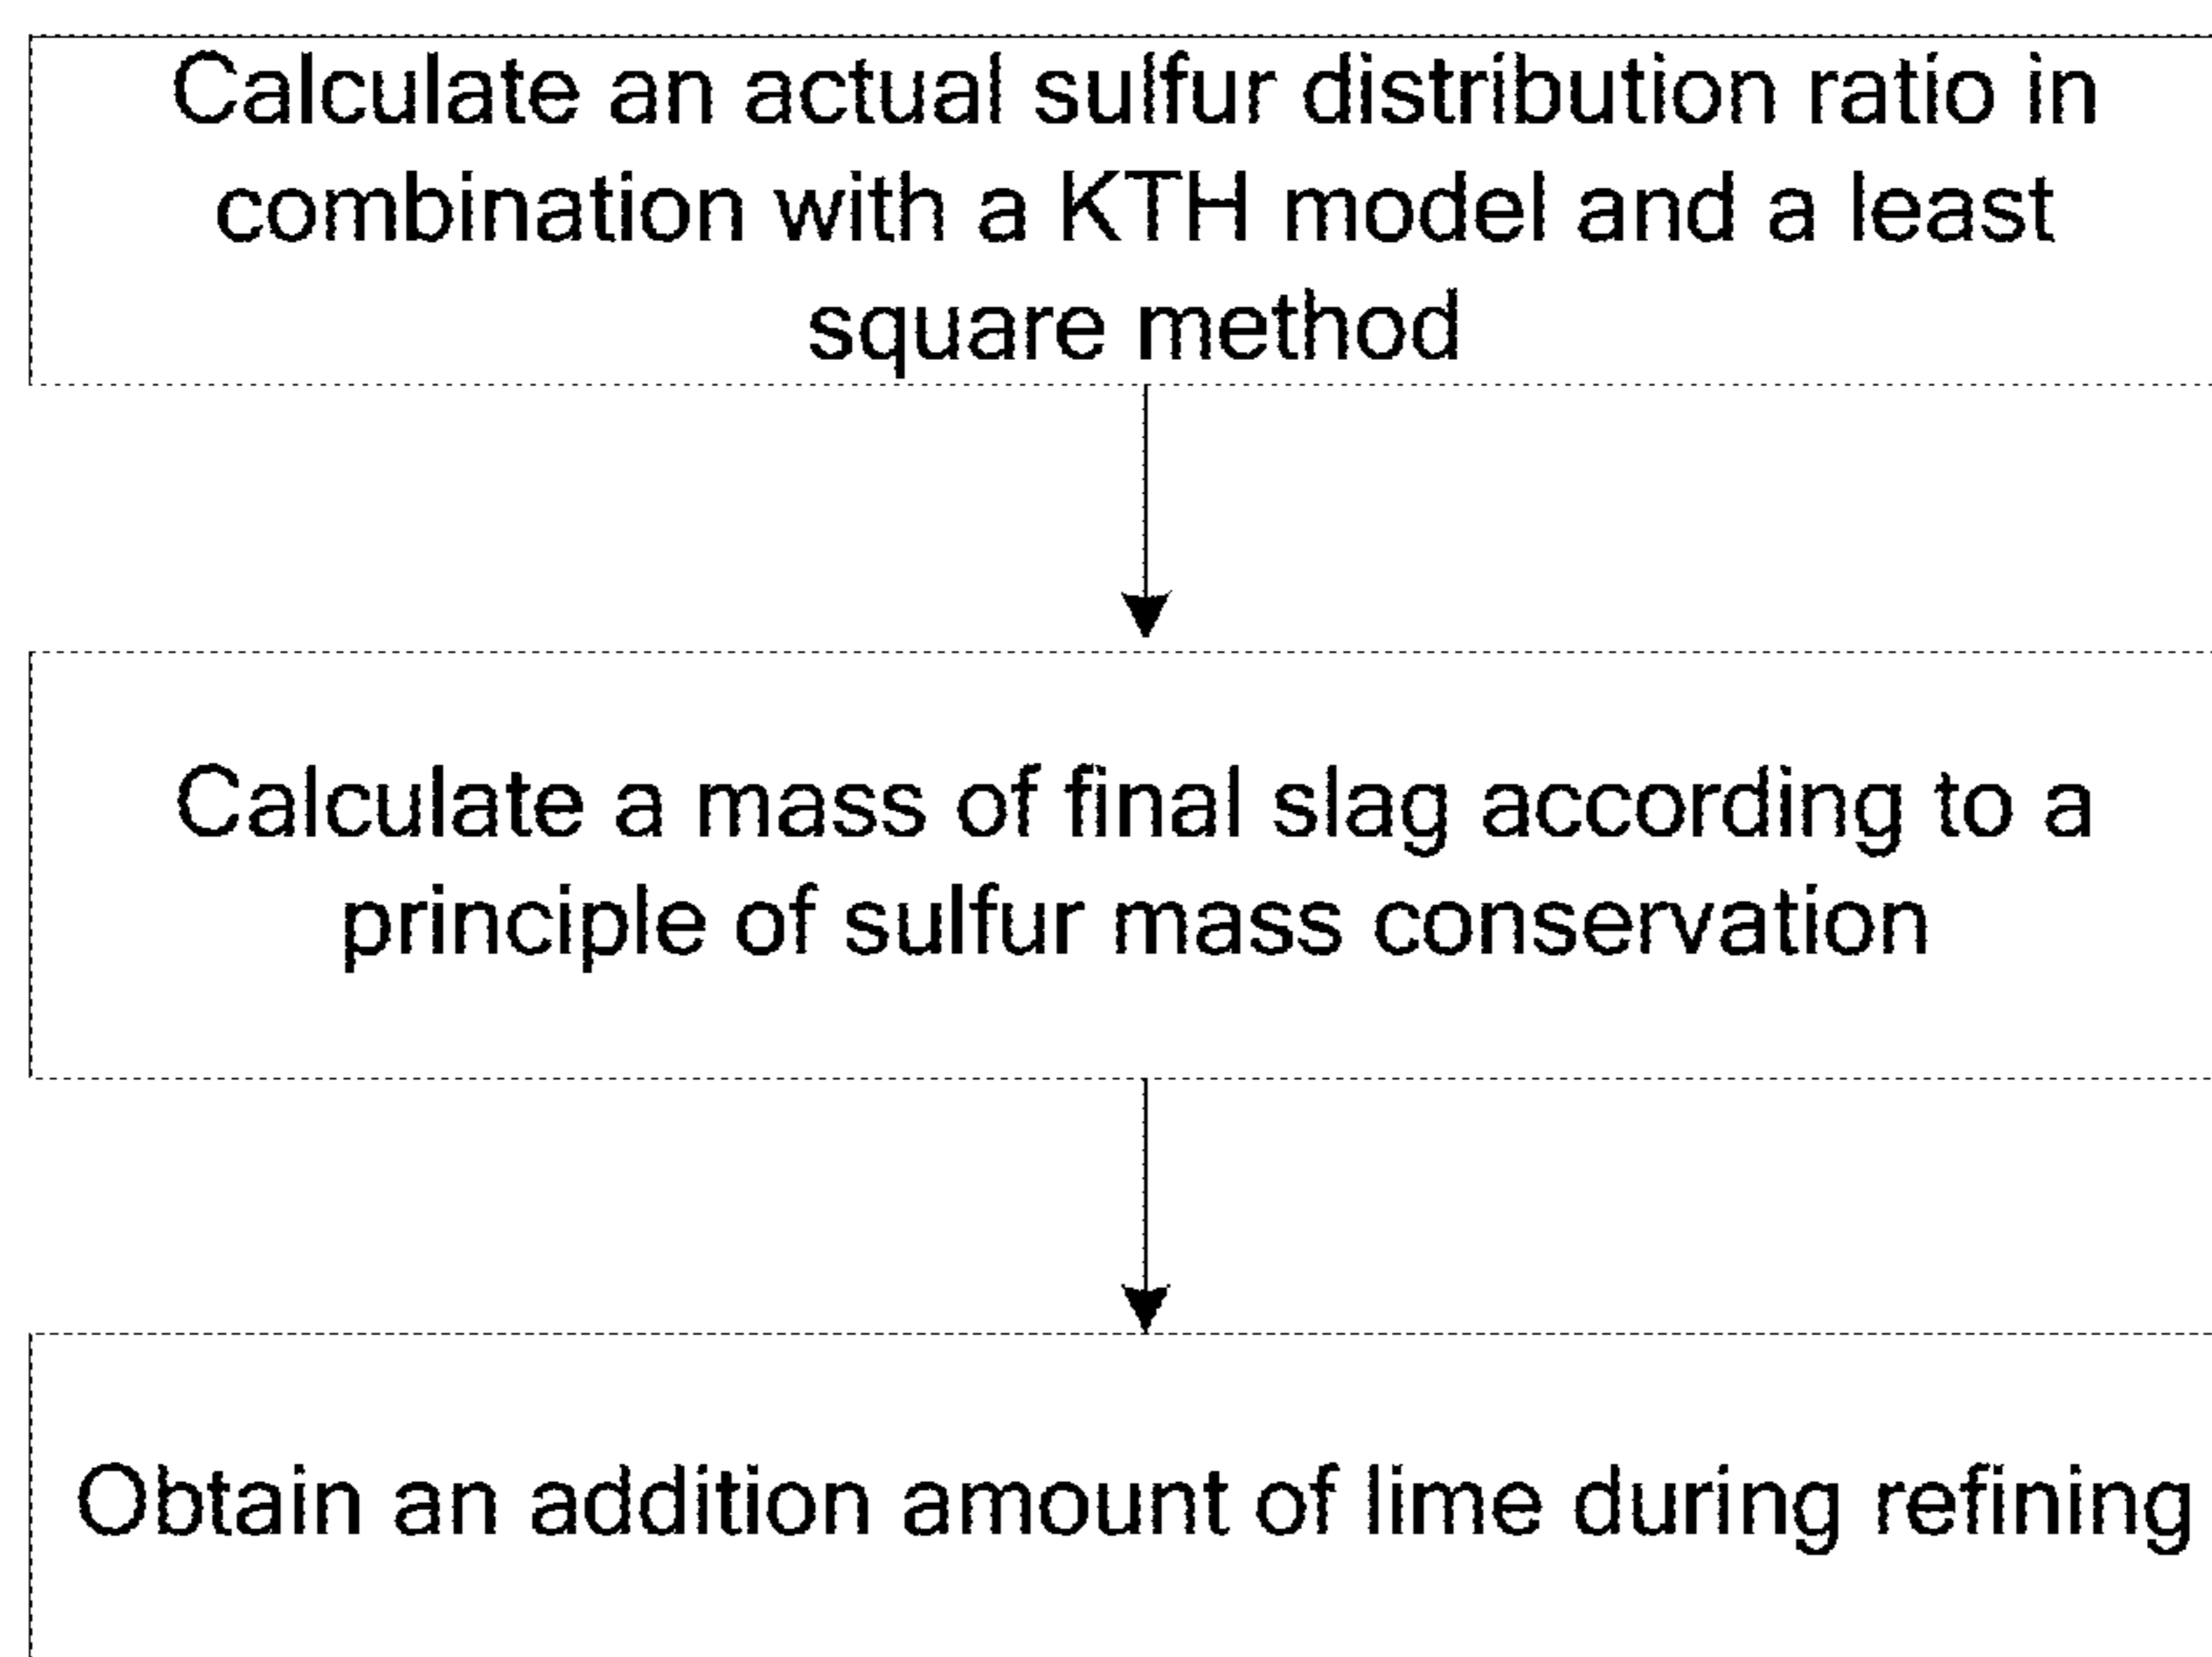 Calculate an actual sulfur distribution ratio in
combination with a KTH model and a least
square method
Calculate a mass of final slag according to a
principle of sulfur mass conservation
Obtain an addition amount of lime during refining